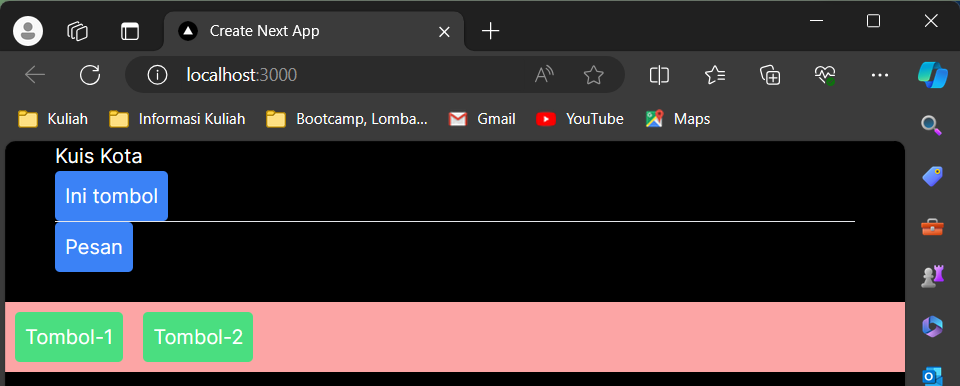 Create Next App
localhost:3000
Kuliah Informasi Kuliah Bootcamp, Lomba... Gmail YouTube Maps
Kuis Kota
Ini tombol
Pesan
Tombol-1 Tombol-2